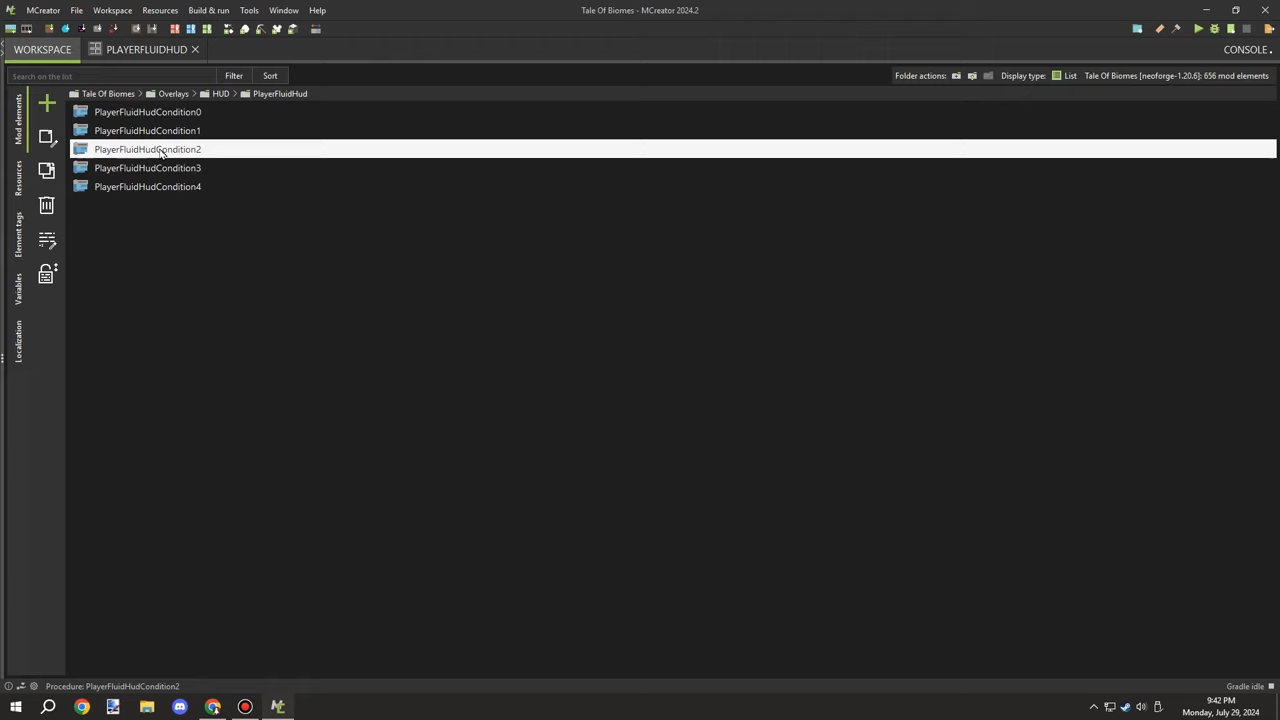 MCreator File Workspace Resources Build & run Tools Window Help Tale Of Biomes - MCreator 2024.2
WORKSPACE PLAYERFLUIDHUD CONSOLE
Search on the list Filter Sort Folder actions: Display type: List Tale Of Biomes [neoforge-1.20.6]: 656 mod elements
Tale Of Biomes Overlays HUD PlayerFluidHud
Mod elements
Resources
Element tags
Variables
Localization
PlayerFluidHudCondition0
PlayerFluidHudCondition1
PlayerFluidHudCondition2
PlayerFluidHudCondition3
PlayerFluidHudCondition4
Procedure: PlayerFluidHudCondition2 Gradle idle
9:42 PM
Monday, July 29, 2024